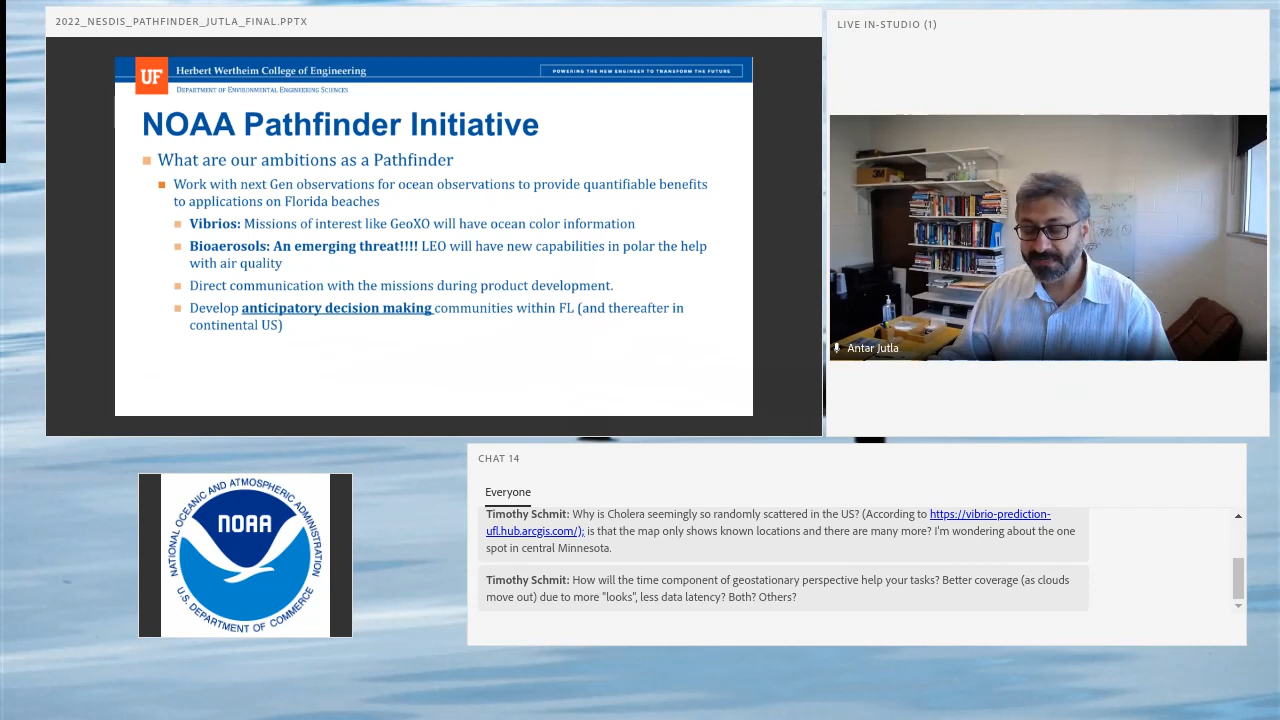 2022_NESDIS_PATHFINDER_JUTLA_FINAL.PPTX
UF
Herbert Wertheim College of Engineering
POWERING THE NEW ENGINEER TO TRANSFORM THE FUTURE
DEPARTMENT OF ENVIRONMENTAL ENGINEERING SCIENCES
NOAA Pathfinder Initiative
What are our ambitions as a Pathfinder
Work with next Gen observations for ocean observations to provide quantifiable benefits
to applications on Florida beaches
Vibrios: Missions of interest like GeoXO will have ocean color information
Bioaerosols: An emerging threat!!!! LEO will have new capabilities in polar the help
with air quality
Direct communication with the missions during product development.
Develop anticipatory decision making communities within FL (and thereafter in
continental US)
LIVE IN-STUDIO (1)
3M
Antar Jutla
NATIONAL OCEANIC AND ATMOSPHERIC ADMINISTRATION
NOAA
U.S. DEPARTMENT OF COMMERCE
CHAT 14
Everyone
Timothy Schmit: Why is Cholera seemingly so randomly scattered in the US? (According to https://vibrio-prediction-
ufl.hub.arcgis.com/); is that the map only shows known locations and there are many more? I'm wondering about the one
spot in central Minnesota.
Timothy Schmit: How will the time component of geostationary perspective help your tasks? Better coverage (as clouds
move out) due to more "looks", less data latency? Both? Others?